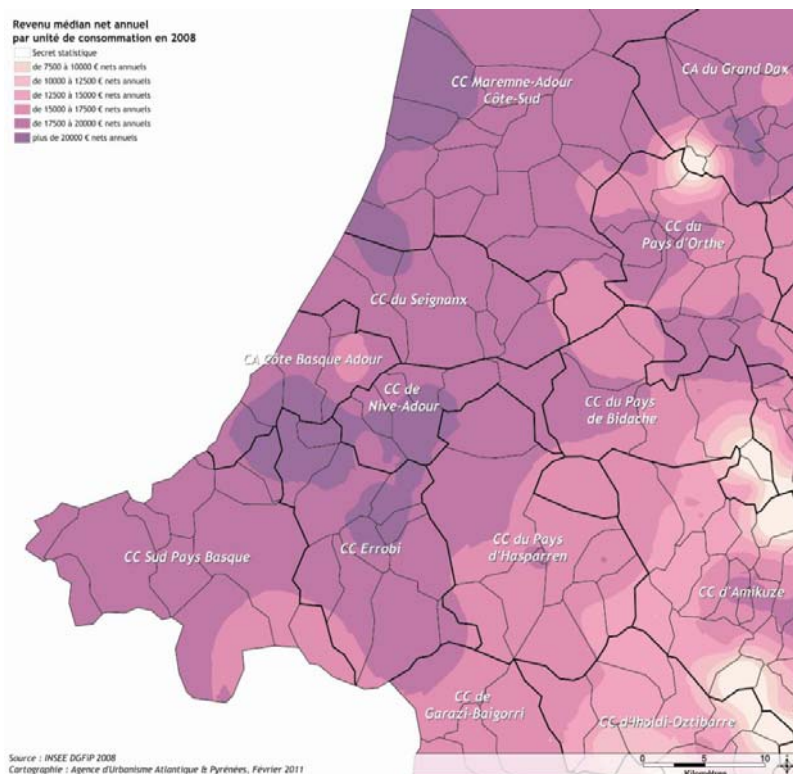 Revenu médian net annuel
par unité de consommation en 2008
Secret statistique
de 7500 à 10000 € nets annuels
de 10000 à 12500 € nets annuels
de 12500 à 15000 € nets annuels
de 15000 à 17500 € nets annuels
de 17500 à 20000 € nets annuels
plus de 20000 € nets annuels
CC Maremne-Adour
Côte-Sud
CA du Grand Dax
CC du
Pays d'Orthe
CC du Seignanx
CA Côte Basque Adour
CC de
Nive-Adour
CC du Pays
de Bidache
CC Sud Pays Basque
CC Errobi
CC du Pays
d'Hasparren
CC d'Amikuze
CC de
Garazi-Baigorri
CC d'Iholdi-Oztibarre
0 5 10
Kilomètres
Source : INSEE DGFiP 2008
Cartographie : Agence d'Urbanisme Atlantique & Pyrénées, Février 2011